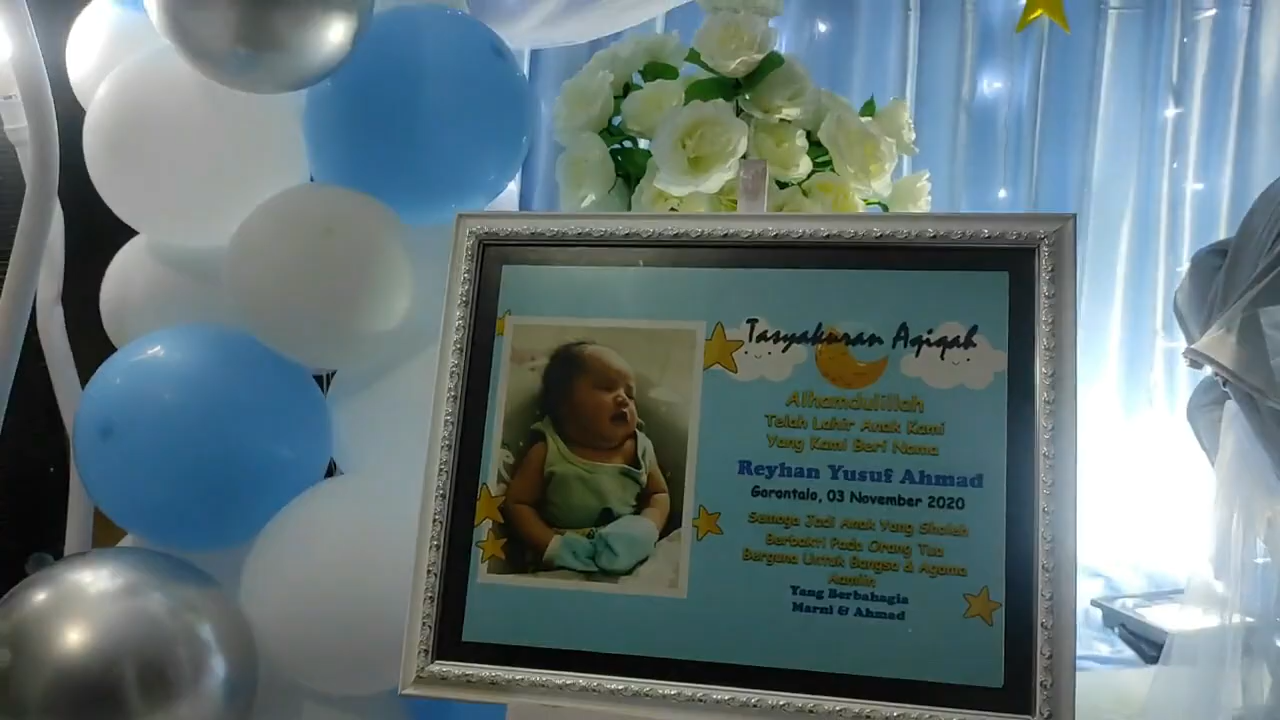 Tasyakuran Aqiqah
Alhamdulillah
Telah Lahir Anak Kami
Yang Kami Beri Nama
Reyhan Yusuf Ahmad
Gorontalo, 03 November 2020
Semoga Jadi Anak Yang Sholeh
Berbakti Pada Orang Tua
Berguna Untuk Bangsa & Agama
Aamiin
Yang Berbahagia
Marni & Ahmad